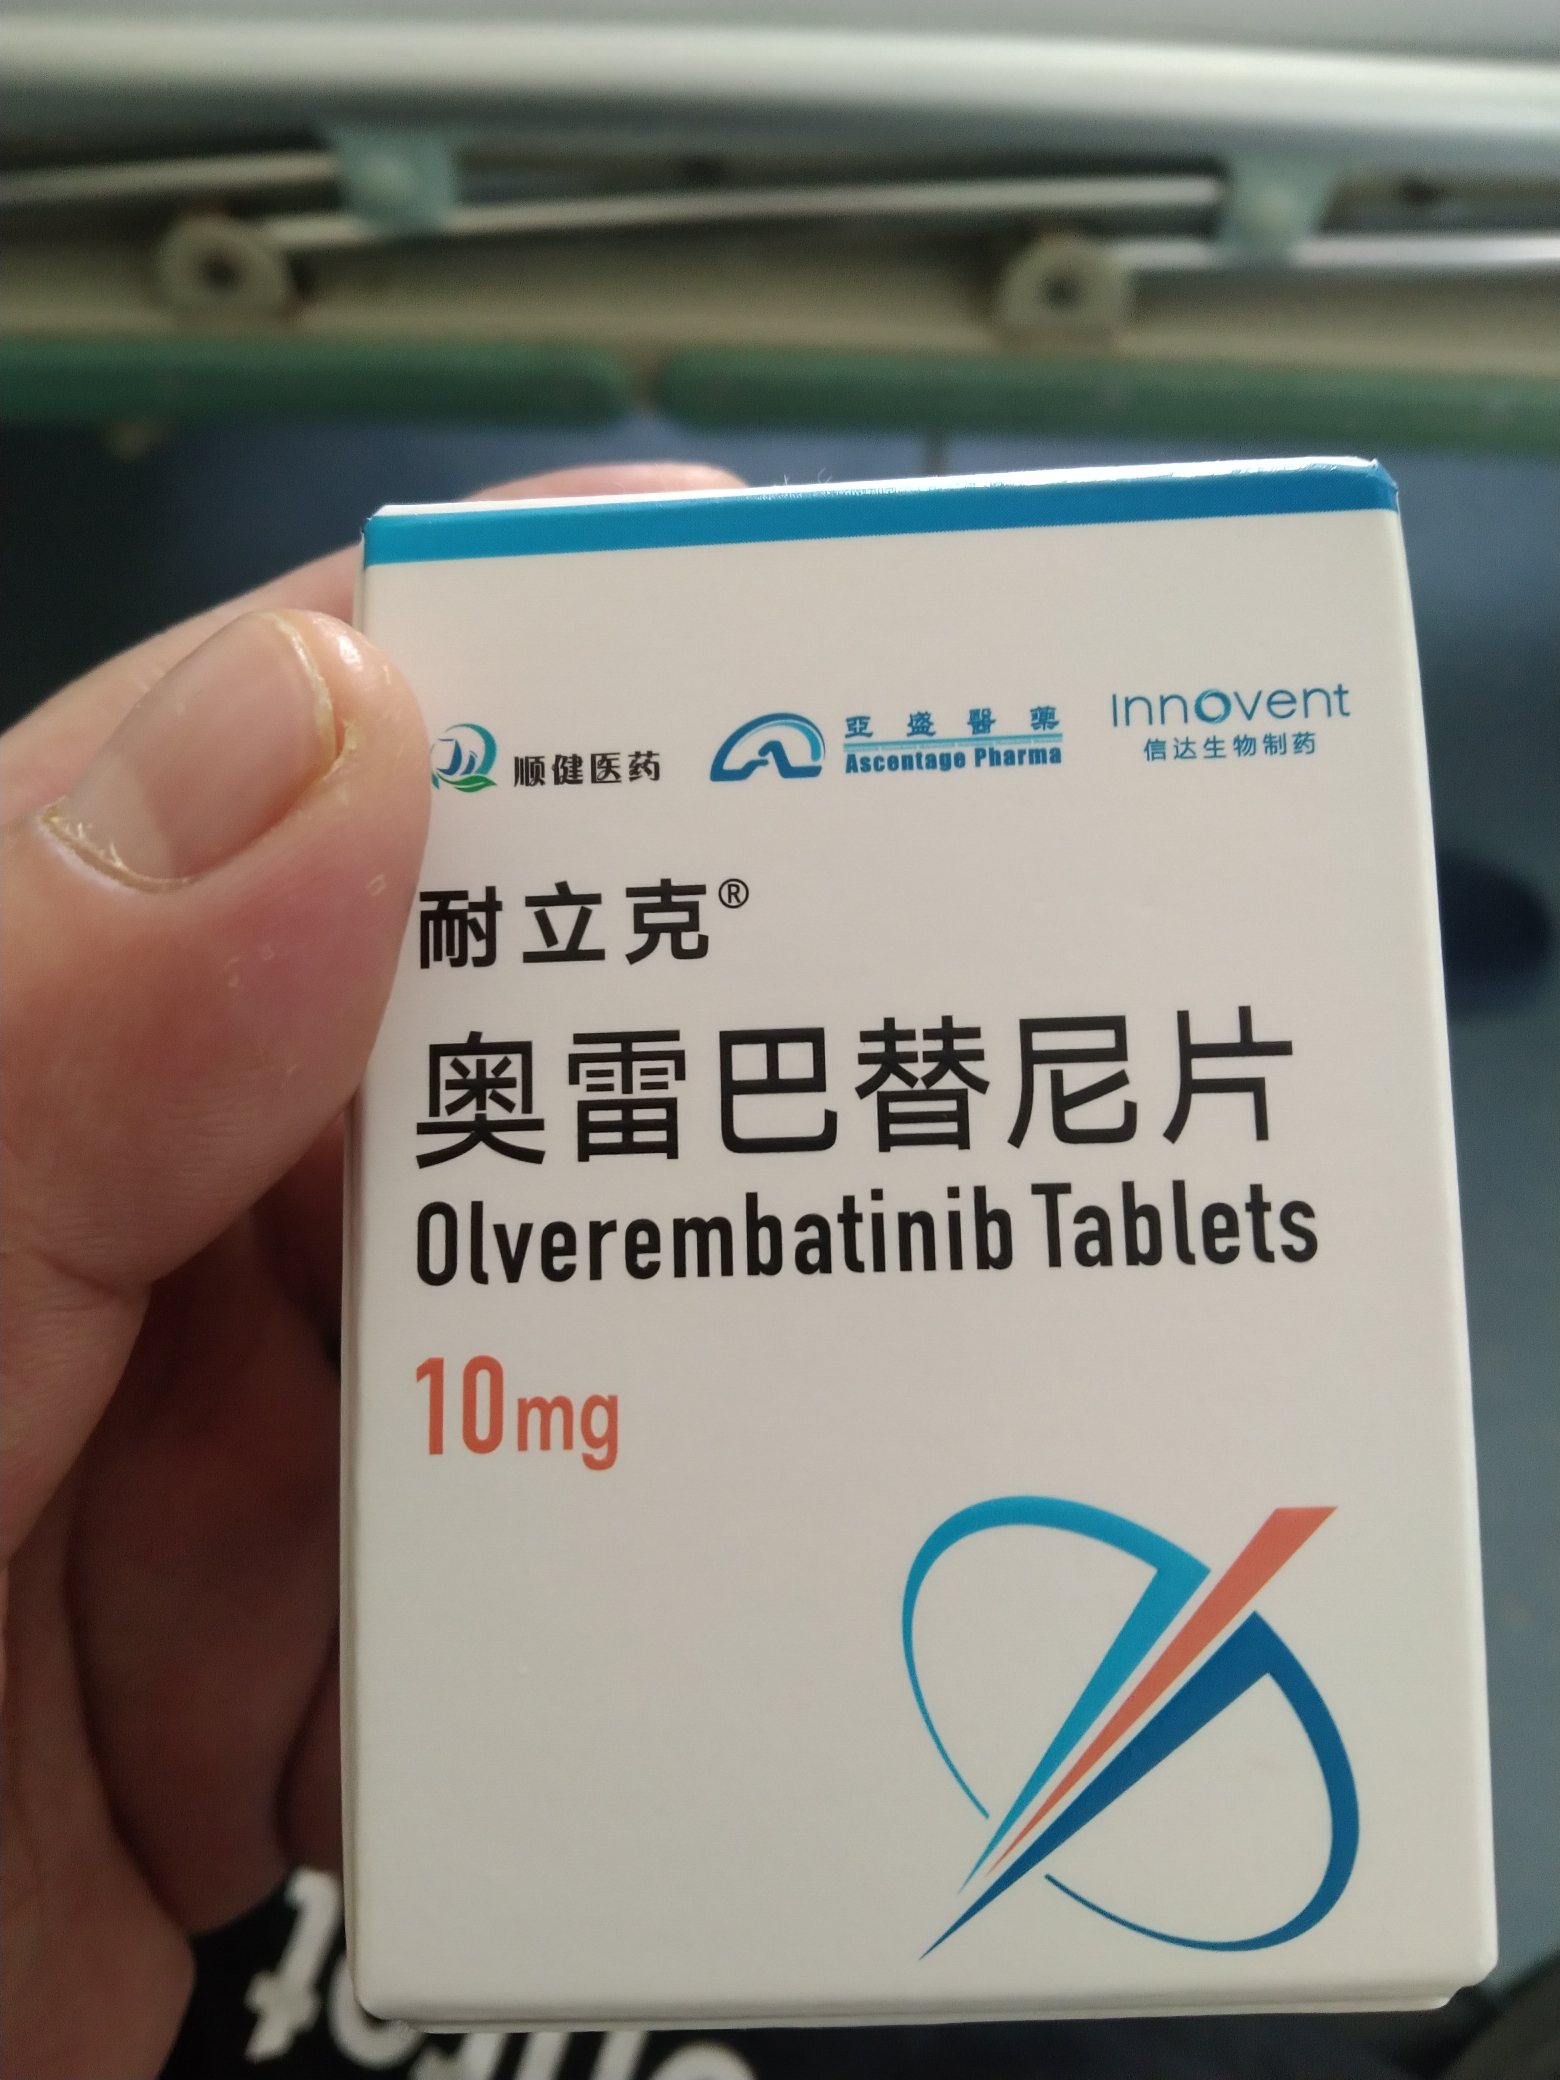 顺健医药
亞盛醫藥
Ascentage Pharma
Innovent
信达生物制药
耐立克®
奥雷巴替尼片
Olverembatinib Tablets
10mg